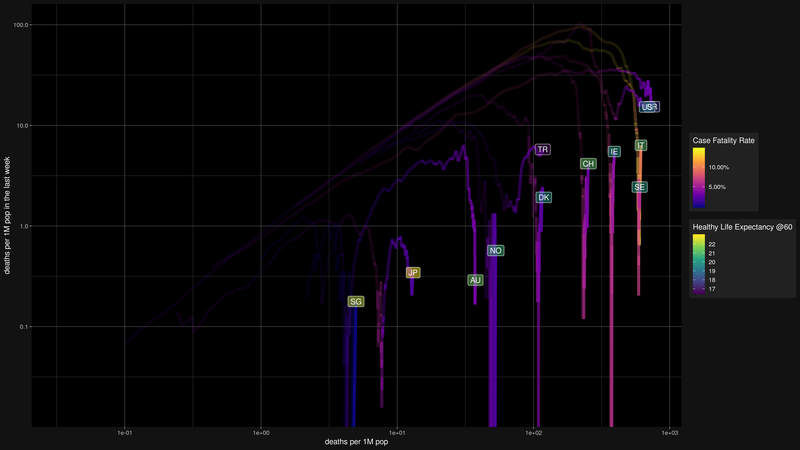 100.0
10.0
1.0
0.1
deaths per 1M pop in the last week
TR
CH
IE
IT
DK
SE
NO
JP
AU
SG
1e-01
1e+00
1e+01
1e+02
1e+03
deaths per 1M pop
Case Fatality Rate
10.00%
5.00%
Healthy Life Expectancy @60
22
21
20
19
18
17